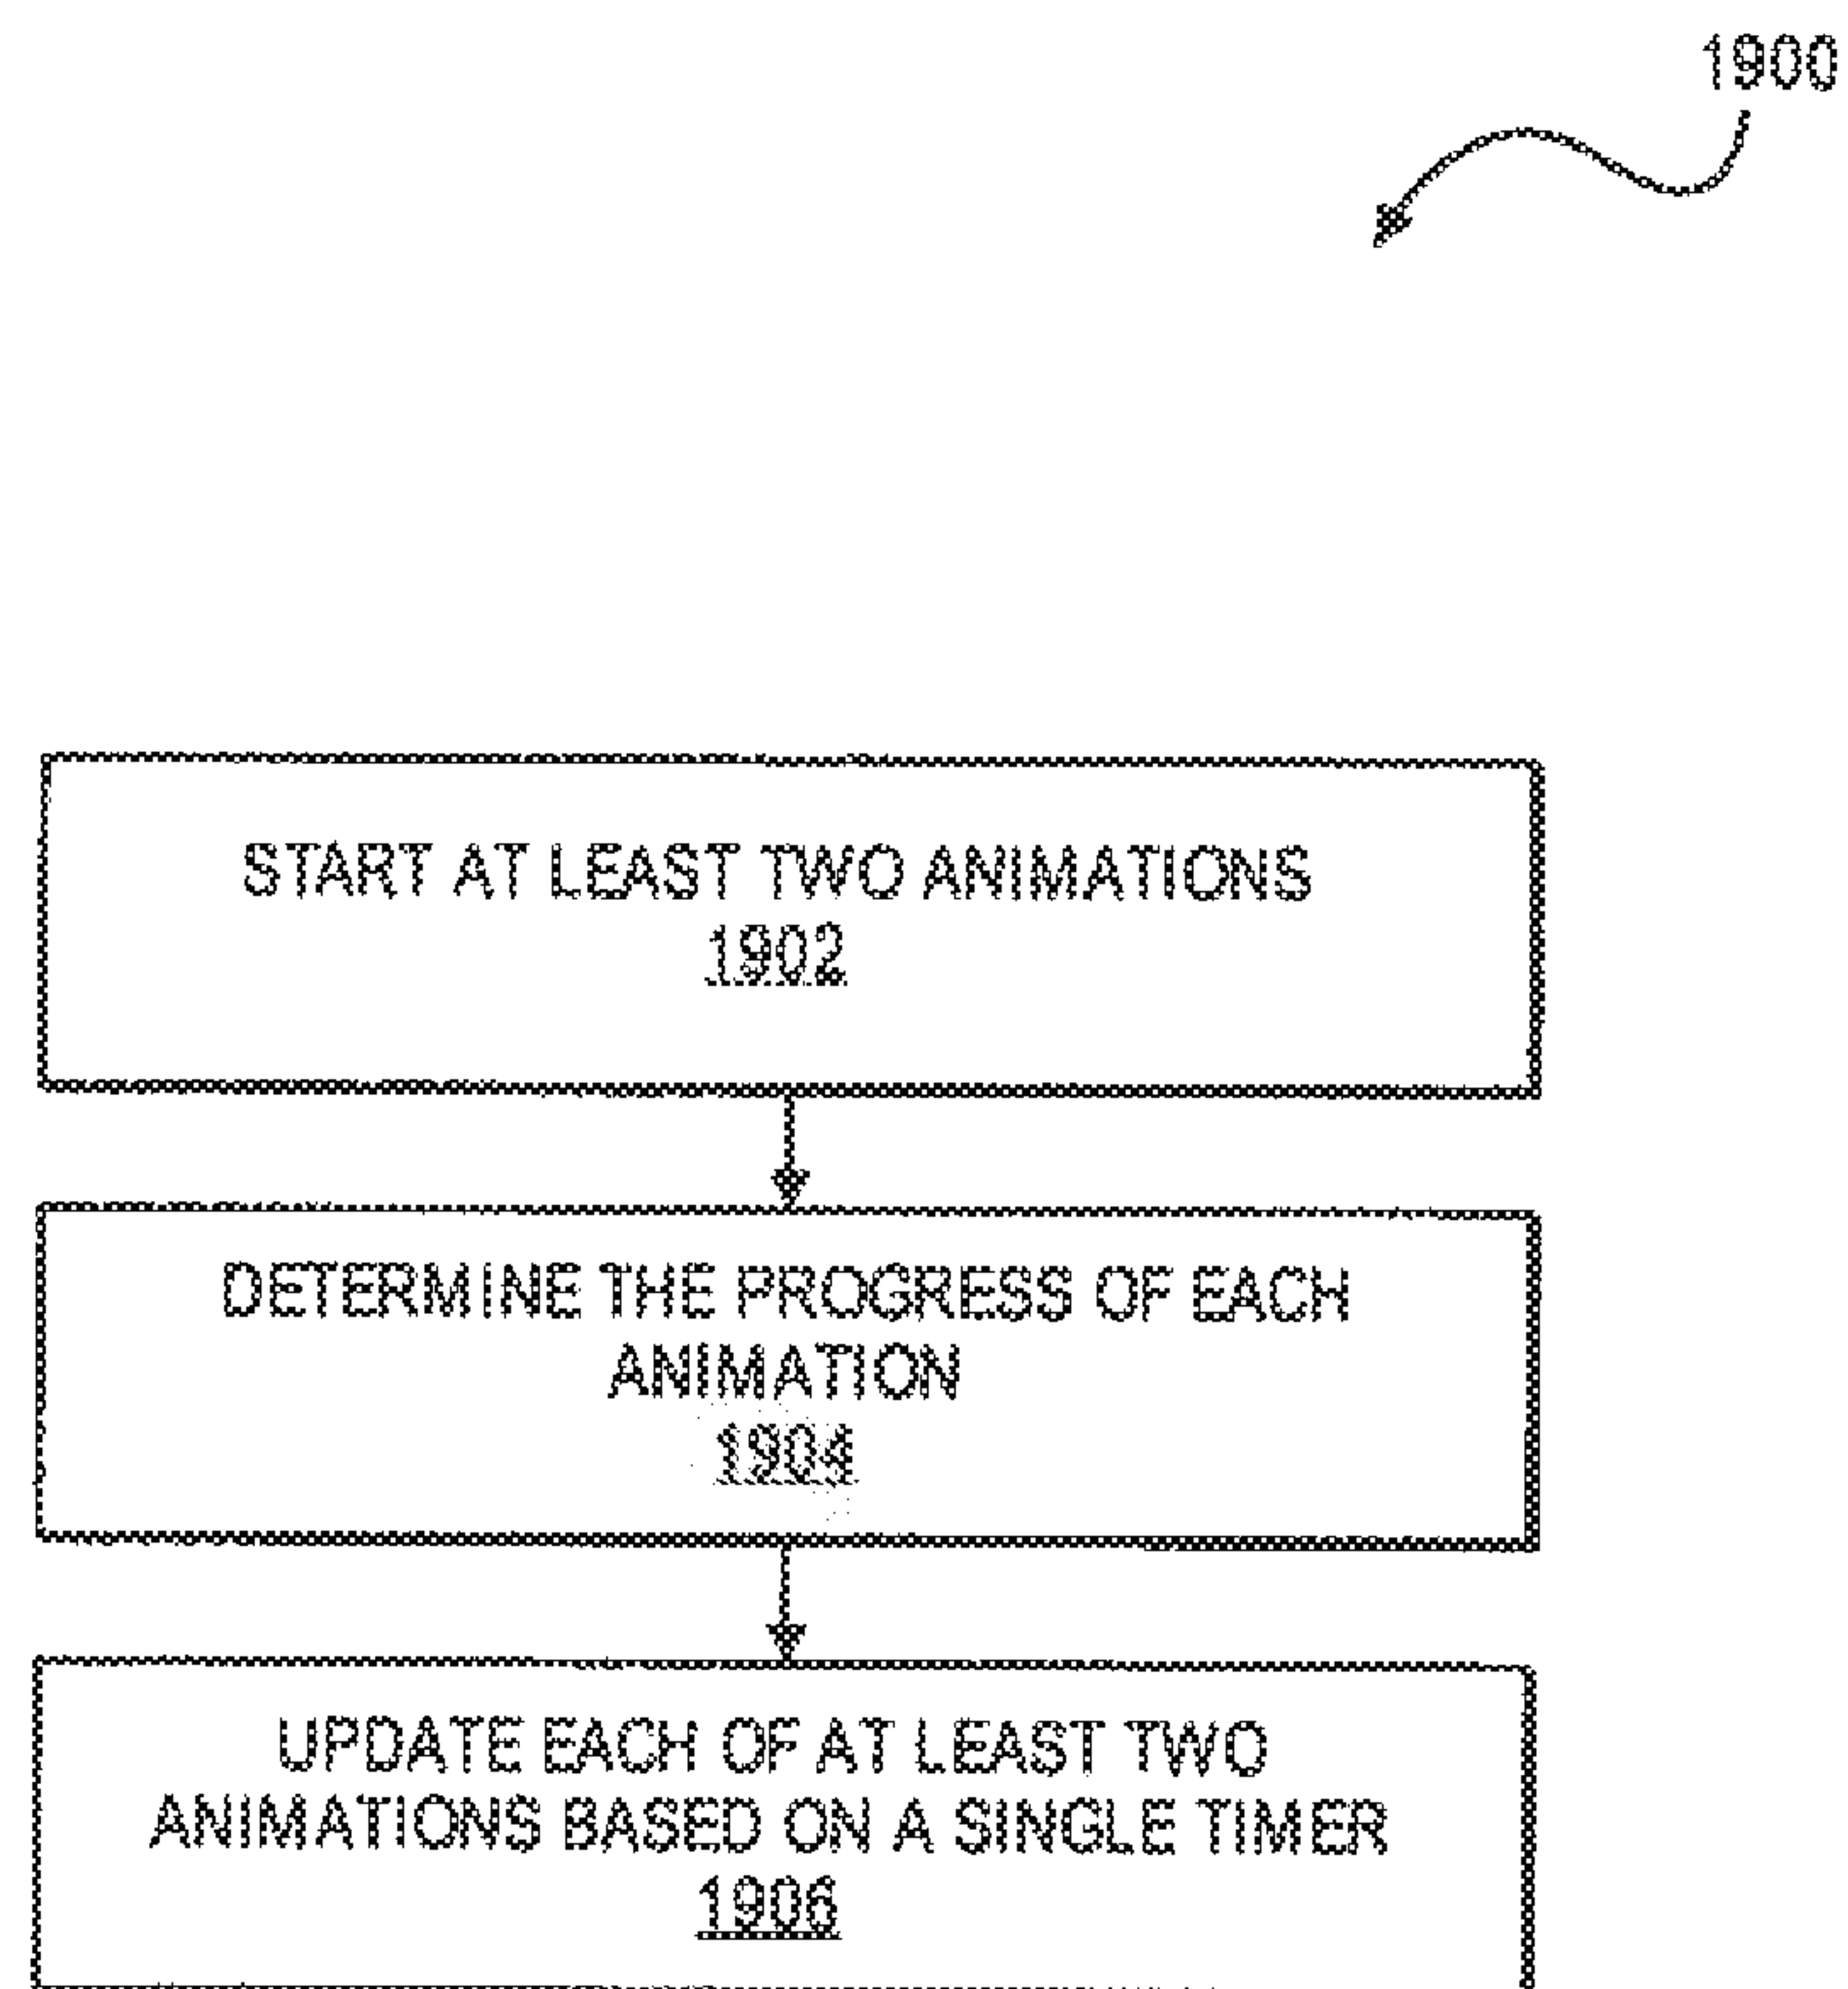 1900
START AT LEAST TWO ANIMATIONS
1902
DETERMINE THE PROGRESS OF EACH
ANIMATION
1904
UPDATE EACH OF AT LEAST TWO
ANIMATIONS BASED ON A SINGLE TIMER
1906